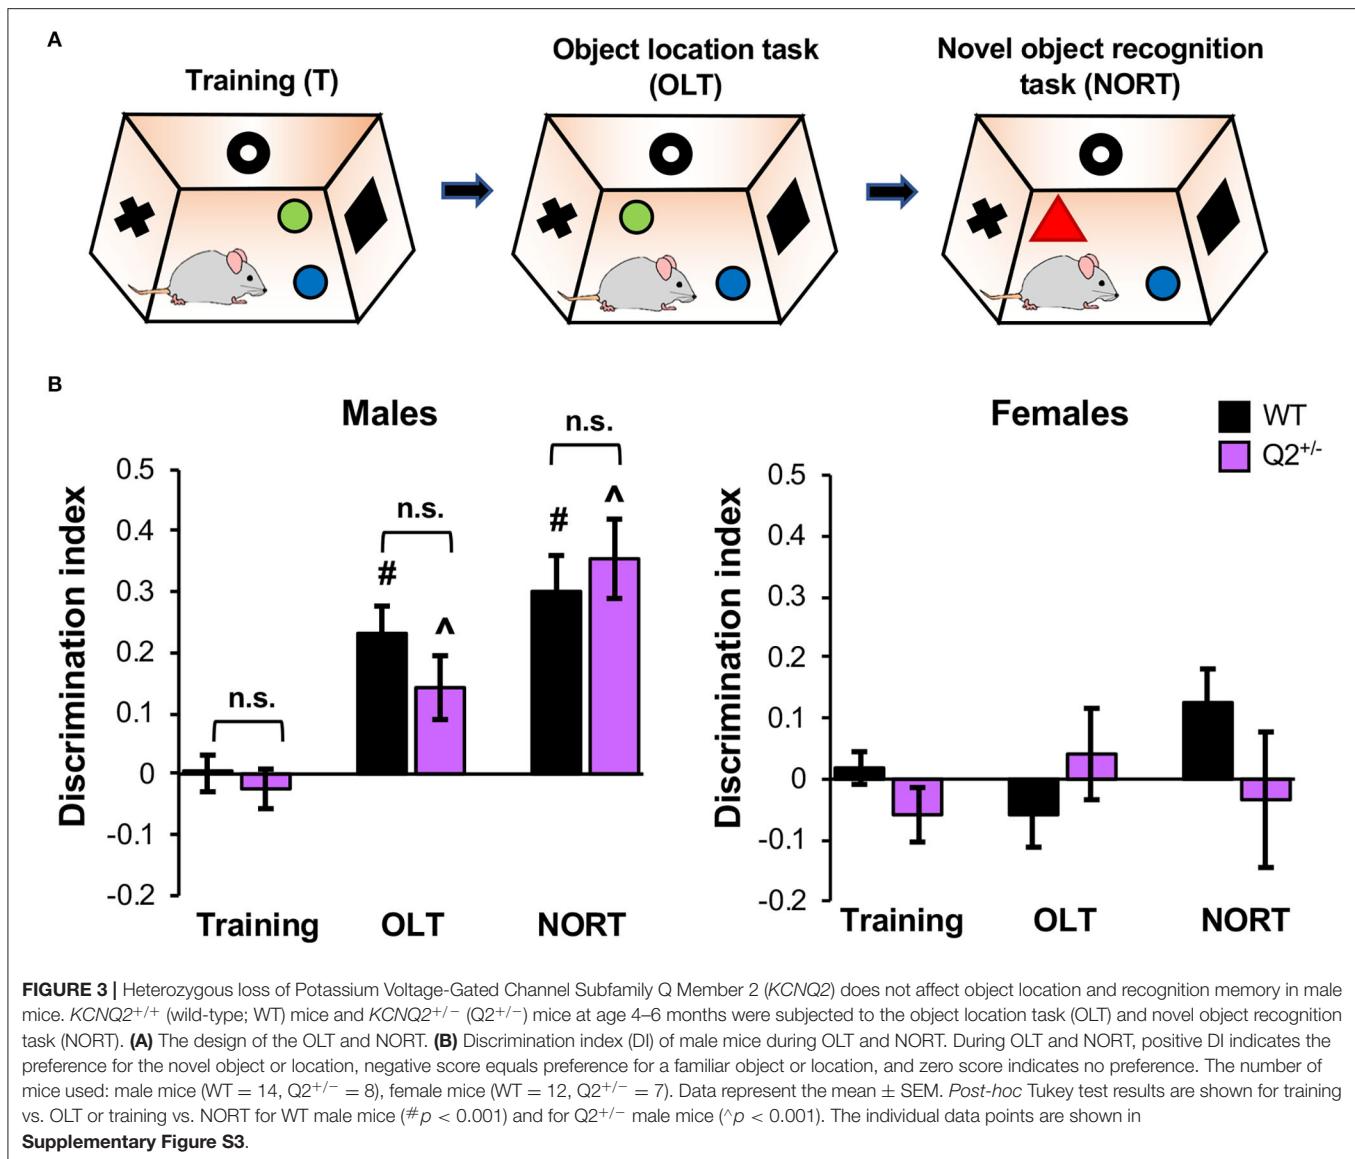 A
Training (T)
Object location task
(OLT)
Novel object recognition
task (NORT)
B
Males
Females
WT
Q2+/-
n.s.
n.s.
n.s.
#
^
#
^
Discrimination index
0.5
0.4
0.3
0.2
0.1
0
-0.1
-0.2
Training
OLT
NORT
Discrimination index
0.5
0.4
0.3
0.2
0.1
0
-0.1
-0.2
Training
OLT
NORT
FIGURE 3 | Heterozygous loss of Potassium Voltage-Gated Channel Subfamily Q Member 2 (KCNQ2) does not affect object location and recognition memory in male
mice. KCNQ2+/+ (wild-type; WT) mice and KCNQ2+/− (Q2+/−) mice at age 4–6 months were subjected to the object location task (OLT) and novel object recognition
task (NORT). (A) The design of the OLT and NORT. (B) Discrimination index (DI) of male mice during OLT and NORT. During OLT and NORT, positive DI indicates the
preference for the novel object or location, negative score equals preference for a familiar object or location, and zero score indicates no preference. The number of
mice used: male mice (WT = 14, Q2+/− = 8), female mice (WT = 12, Q2+/− = 7). Data represent the mean ± SEM. Post-hoc Tukey test results are shown for training
vs. OLT or training vs. NORT for WT male mice (#p < 0.001) and for Q2+/− male mice (^p < 0.001). The individual data points are shown in
Supplementary Figure S3.